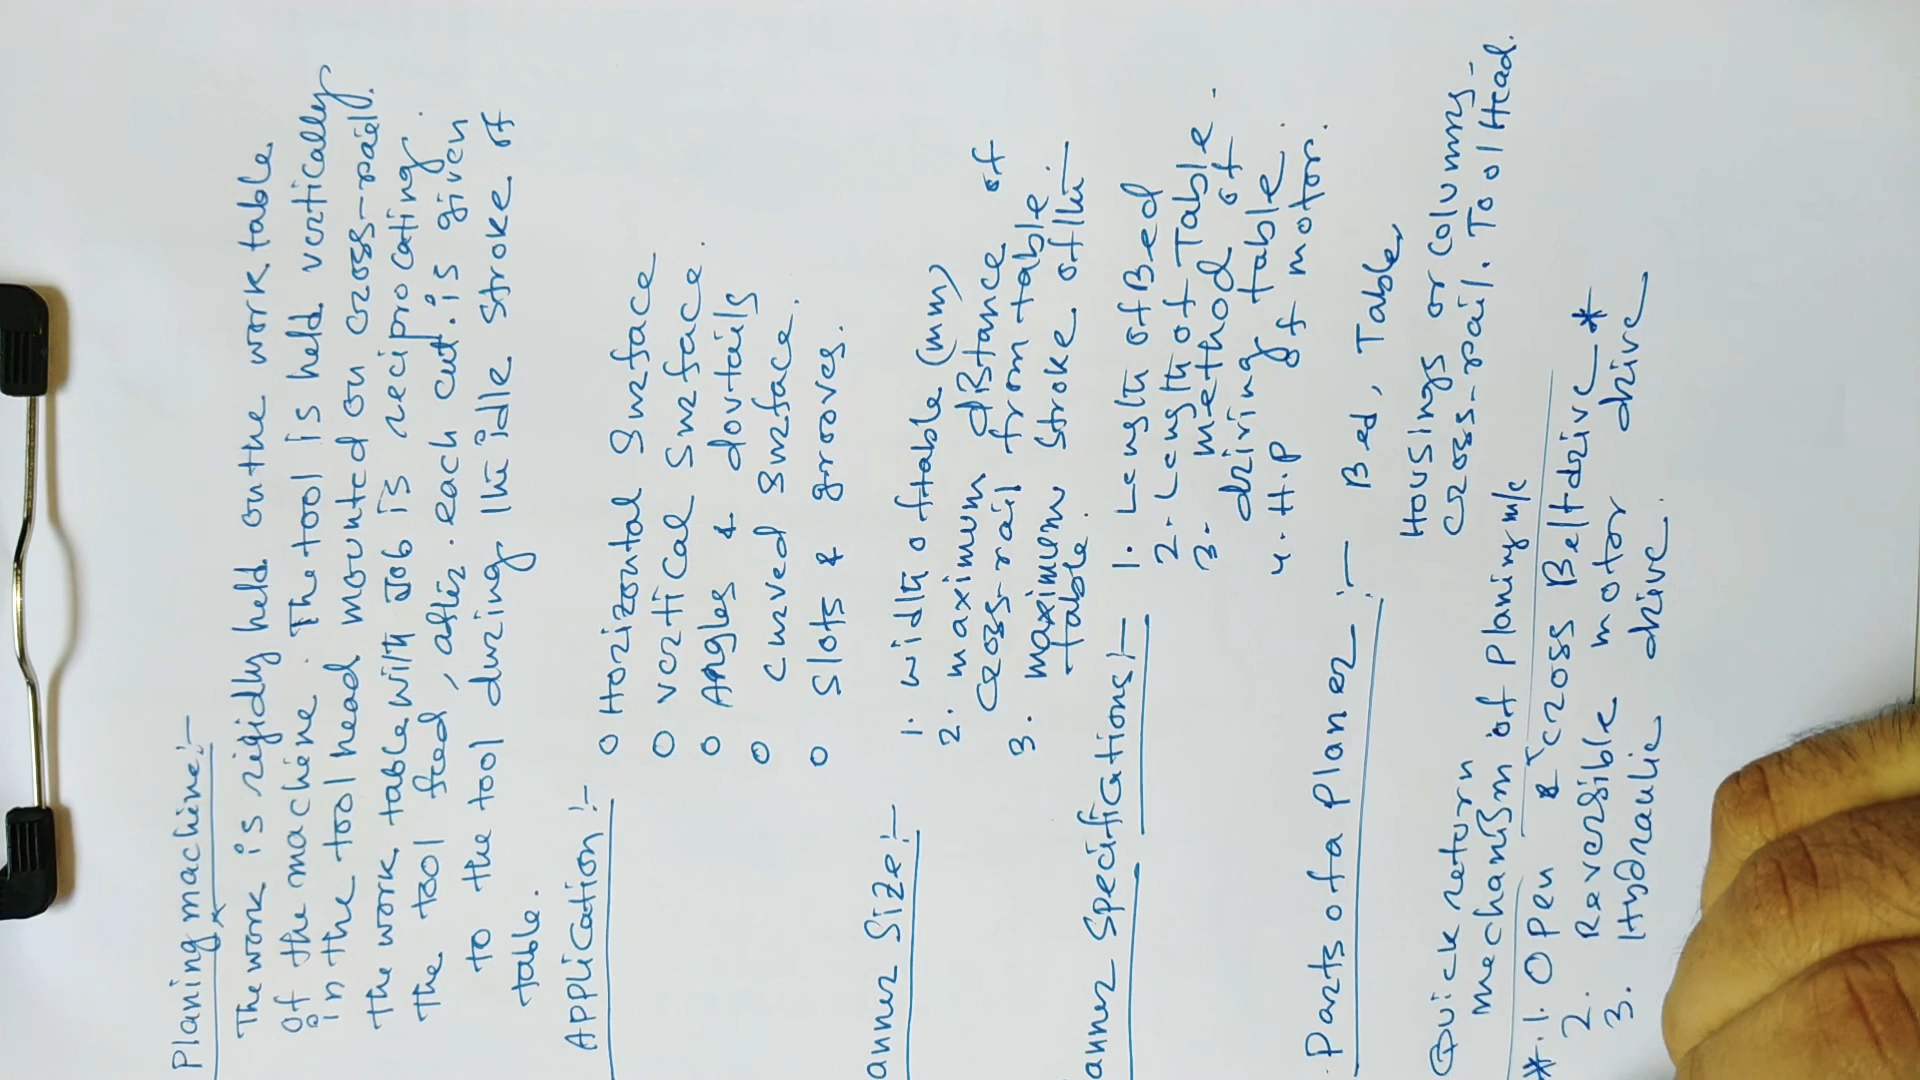 Planing machine:-
The work is rigidly held on the work table
of the machine. The tool is held vertically
in the tool head mounted on cross-rail.
The work table with Job is reciprocating.
The tool feed, after each cut is given
to the tool during the idle stroke of
table.
Application:-
o Horizontal Surface
o vertical Surface.
o Angles & dovtails
o curved Surface.
o Slots & grooves.
anner Size:-
1. width of table (mm)
2. maximum distance of
cross-rail from table.
3. maximum stroke of the
table.
anner Specifications:-
1. Length of Bed
2. Length of Table.
3. method of
driving table.
4. H.P of motor.
Parts of a Planer :-
Bed, Table,
Housings or columns-
cross-rail. Tool Head.
Quick return
mechanism of Planing m/c
*1. Open & cross Belt drive *
2. Reversible motor drive
3. Hydraulic drive.